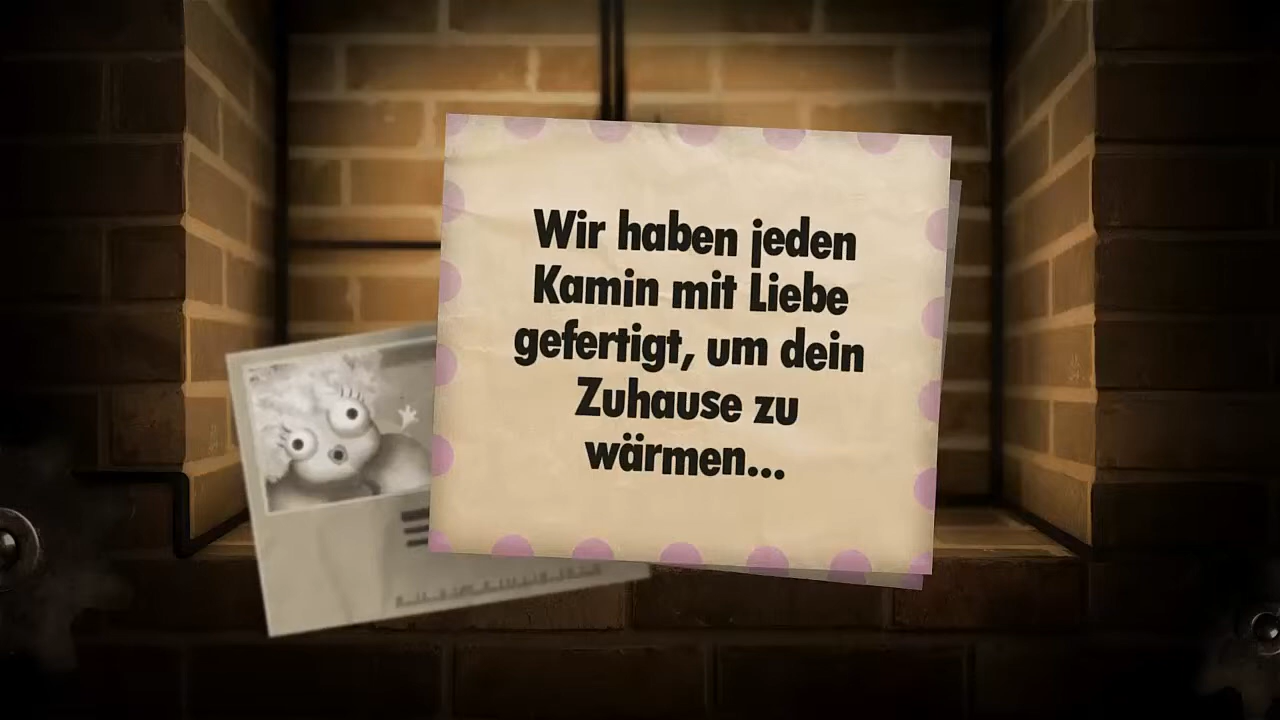 Wir haben jeden
Kamin mit Liebe
gefertigt, um dein
Zuhause zu
wärmen...